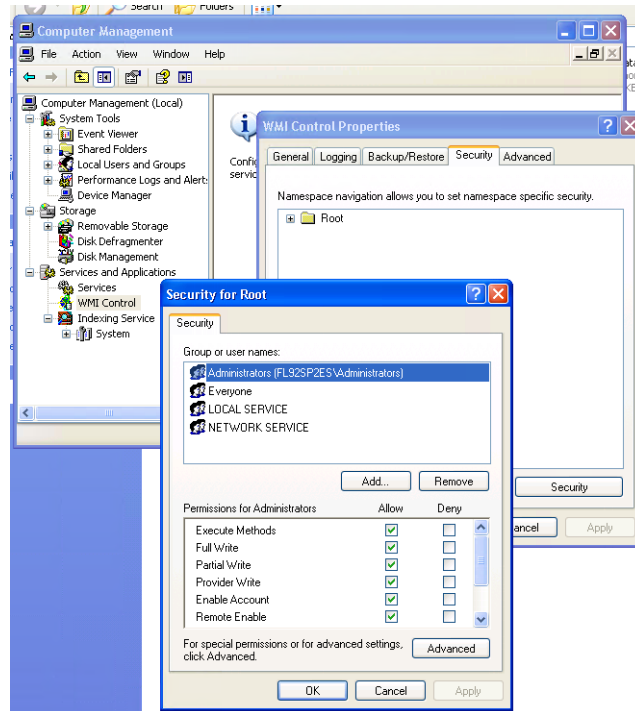 Search
Folders
Computer Management
File Action View Window Help
Computer Management (Local)
System Tools
Event Viewer
Shared Folders
Local Users and Groups
Performance Logs and Alert:
Device Manager
Storage
Removable Storage
Disk Defragmenter
Disk Management
Services and Applications
Services
WMI Control
Indexing Service
System
Config
servic
WMI Control Properties
General Logging Backup/Restore Security Advanced
Namespace navigation allows you to set namespace specific security.
Root
Security
ancel Apply
Security for Root
Security
Group or user names:
Administrators (FL92SP2ES\Administrators)
Everyone
LOCAL SERVICE
NETWORK SERVICE
Add... Remove
Permissions for Administrators Allow Deny
Execute Methods
Full Write
Partial Write
Provider Write
Enable Account
Remote Enable
For special permissions or for advanced settings,
click Advanced.
Advanced
OK Cancel Apply